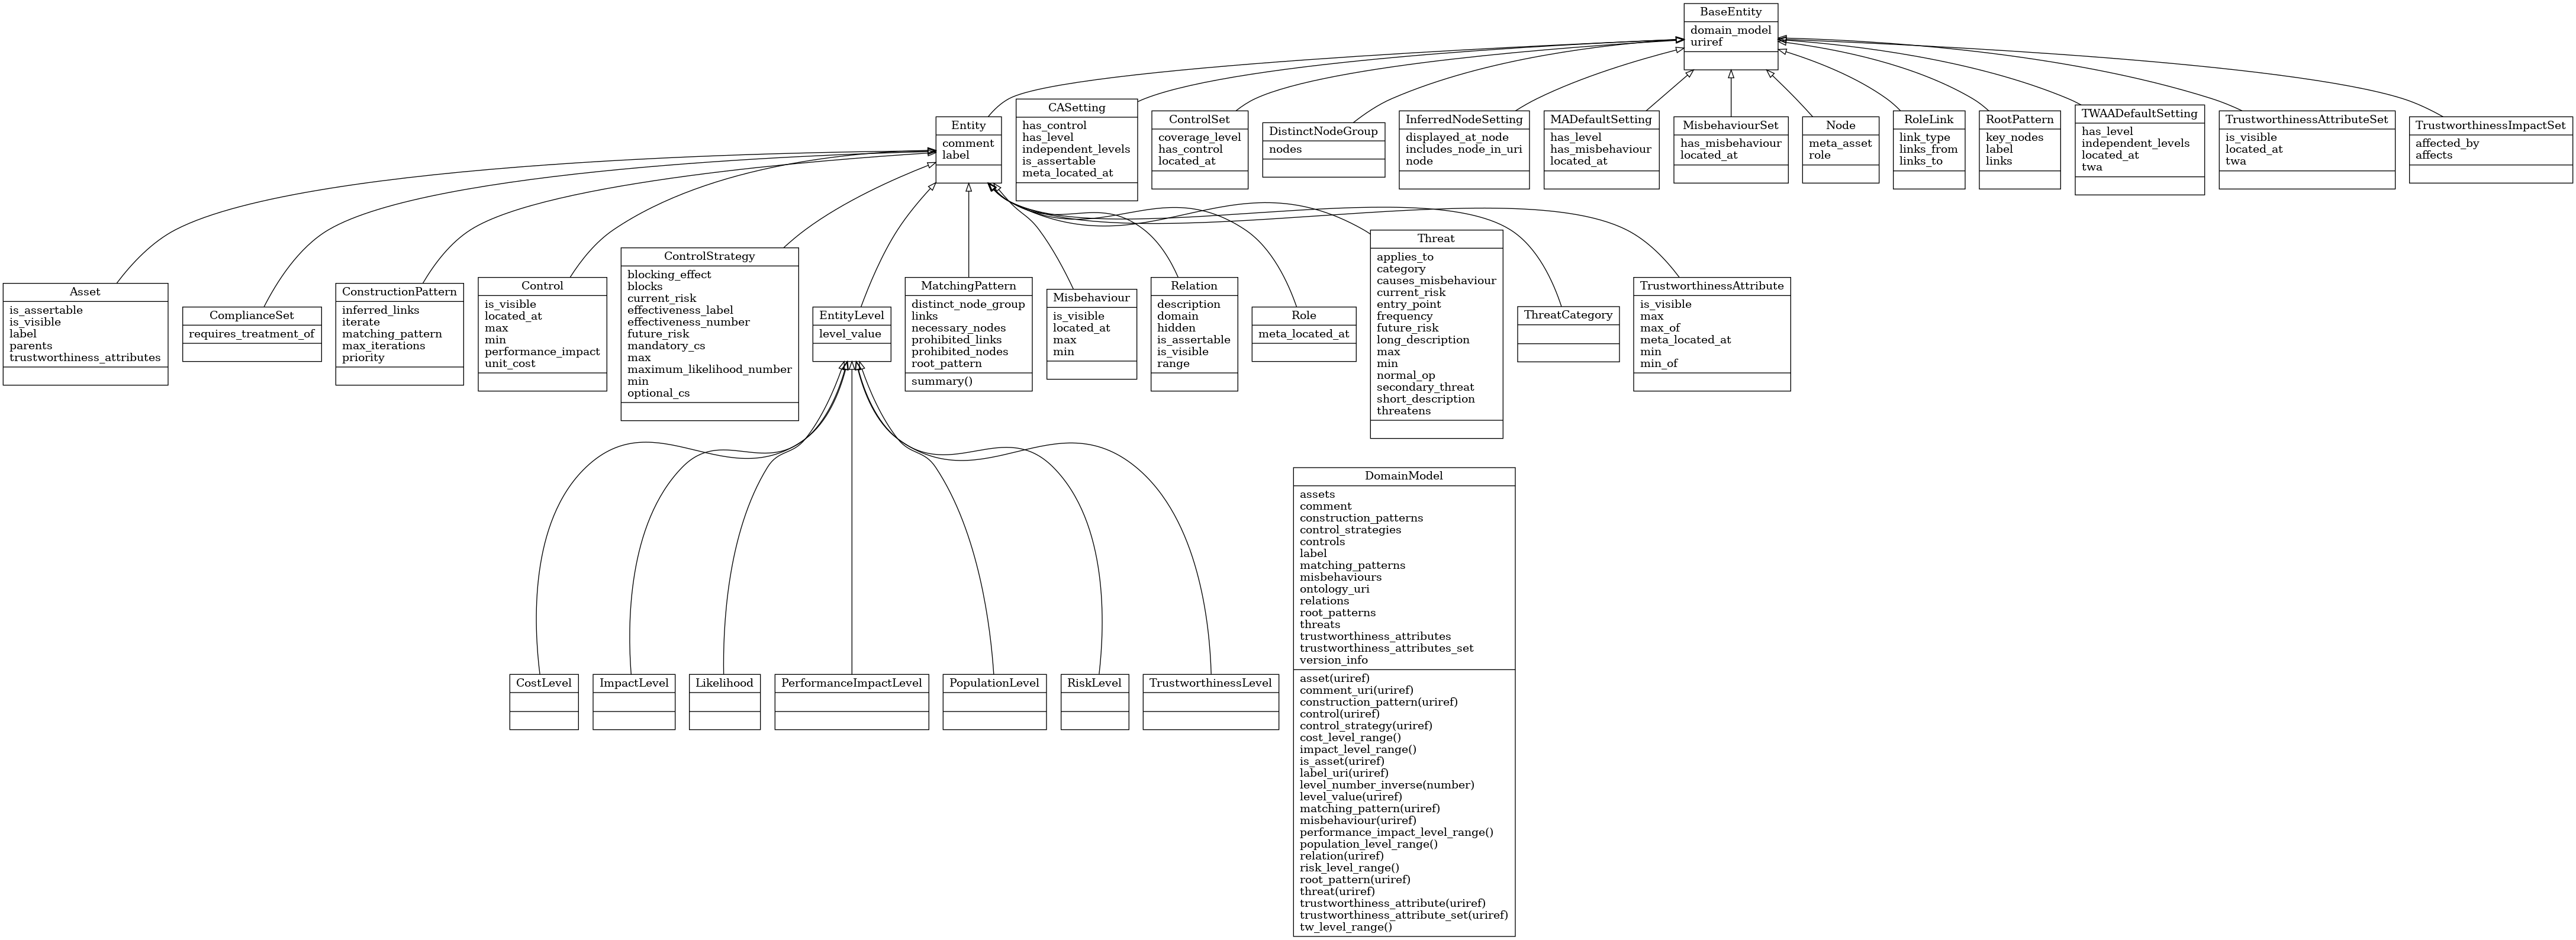 BaseEntity
domain_model
uriref
Entity
comment
label
CASetting
has_control
has_level
independent_levels
is_assertable
meta_located_at
ControlSet
coverage_level
has_control
located_at
DistinctNodeGroup
nodes
InferredNodeSetting
displayed_at_node
includes_node_in_uri
node
MADefaultSetting
has_level
has_misbehaviour
located_at
MisbehaviourSet
has_misbehaviour
located_at
Node
meta_asset
role
RoleLink
link_type
links_from
links_to
RootPattern
key_nodes
label
links
TWAADefaultSetting
has_level
independent_levels
located_at
twa
TrustworthinessAttributeSet
is_visible
located_at
twa
TrustworthinessImpactSet
affected_by
affects
Asset
is_assertable
is_visible
label
parents
trustworthiness_attributes
ComplianceSet
requires_treatment_of
ConstructionPattern
inferred_links
iterate
matching_pattern
max_iterations
priority
Control
is_visible
located_at
max
min
performance_impact
unit_cost
ControlStrategy
blocking_effect
blocks
current_risk
effectiveness_label
effectiveness_number
future_risk
mandatory_cs
max
maximum_likelihood_number
min
optional_cs
EntityLevel
level_value
MatchingPattern
distinct_node_group
links
necessary_nodes
prohibited_links
prohibited_nodes
root_pattern
summary()
Misbehaviour
is_visible
located_at
max
min
Relation
description
domain
hidden
is_assertable
is_visible
range
Role
meta_located_at
Threat
applies_to
category
causes_misbehaviour
current_risk
entry_point
frequency
future_risk
long_description
max
min
normal_op
secondary_threat
short_description
threatens
ThreatCategory
TrustworthinessAttribute
is_visible
max
max_of
meta_located_at
min
min_of
CostLevel
ImpactLevel
Likelihood
PerformanceImpactLevel
PopulationLevel
RiskLevel
TrustworthinessLevel
DomainModel
assets
comment
construction_patterns
control_strategies
controls
label
matching_patterns
misbehaviours
ontology_uri
relations
root_patterns
threats
trustworthiness_attributes
trustworthiness_attributes_set
version_info
asset(uriref)
comment_uri(uriref)
construction_pattern(uriref)
control(uriref)
control_strategy(uriref)
cost_level_range()
impact_level_range()
is_asset(uriref)
label_uri(uriref)
level_number_inverse(number)
level_value(uriref)
matching_pattern(uriref)
misbehaviour(uriref)
performance_impact_level_range()
population_level_range()
relation(uriref)
risk_level_range()
root_pattern(uriref)
threat(uriref)
trustworthiness_attribute(uriref)
trustworthiness_attribute_set(uriref)
tw_level_range()